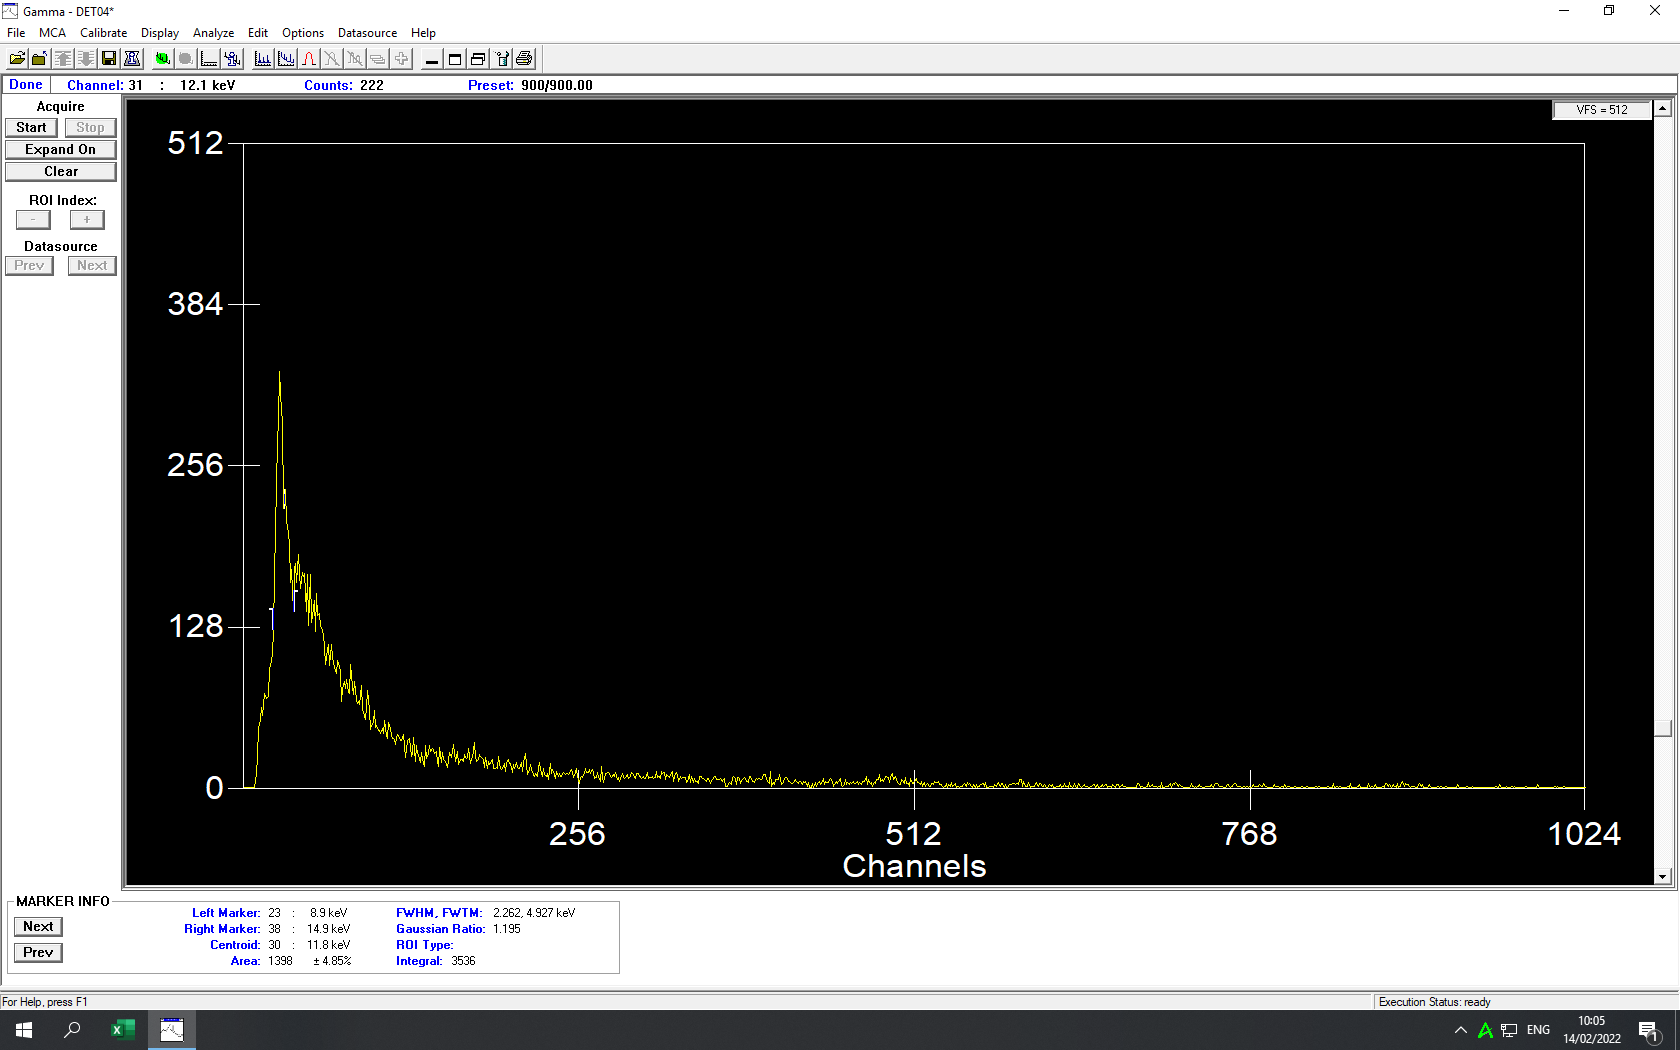 Gamma - DET04*
File MCA Calibrate Display Analyze Edit Options Datasource Help
Done Channel: 31 : 12.1 keV Counts: 222 Preset: 900/900.00
Acquire
Start Stop
Expand On
Clear
ROI Index:
- +
Datasource
Prev Next
VFS = 512
512
384
256
128
0
256 512 768 1024
Channels
MARKER INFO
Next
Prev
Left Marker: 23 : 8.9 keV FWHM, FWTM: 2.262, 4.927 keV
Right Marker: 38 : 14.9 keV Gaussian Ratio: 1.195
Centroid: 30 : 11.8 keV ROI Type:
Area: 1398 ± 4.85% Integral: 3536
For Help, press F1 Execution Status: ready
ENG 10:05
14/02/2022
1